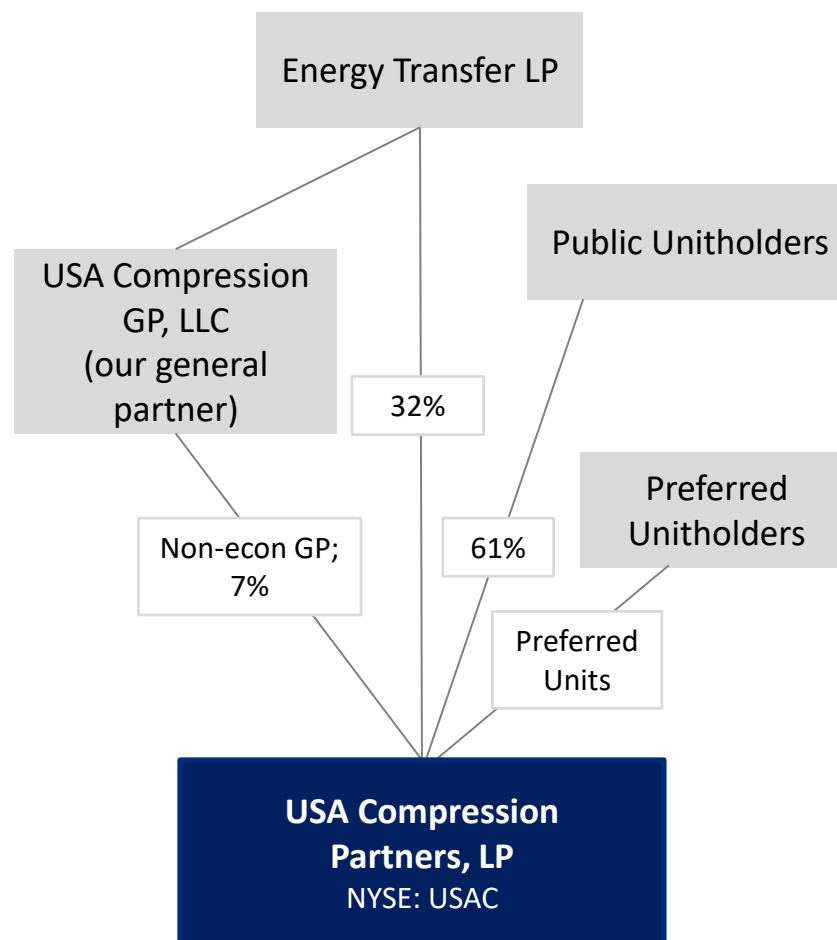 Energy Transfer LP
Public Unitholders
USA Compression
GP, LLC
(our general
partner)
32%
Preferred
Unitholders
Non-econ GP;
7%
61%
Preferred
Units
USA Compression
Partners, LP
NYSE: USAC